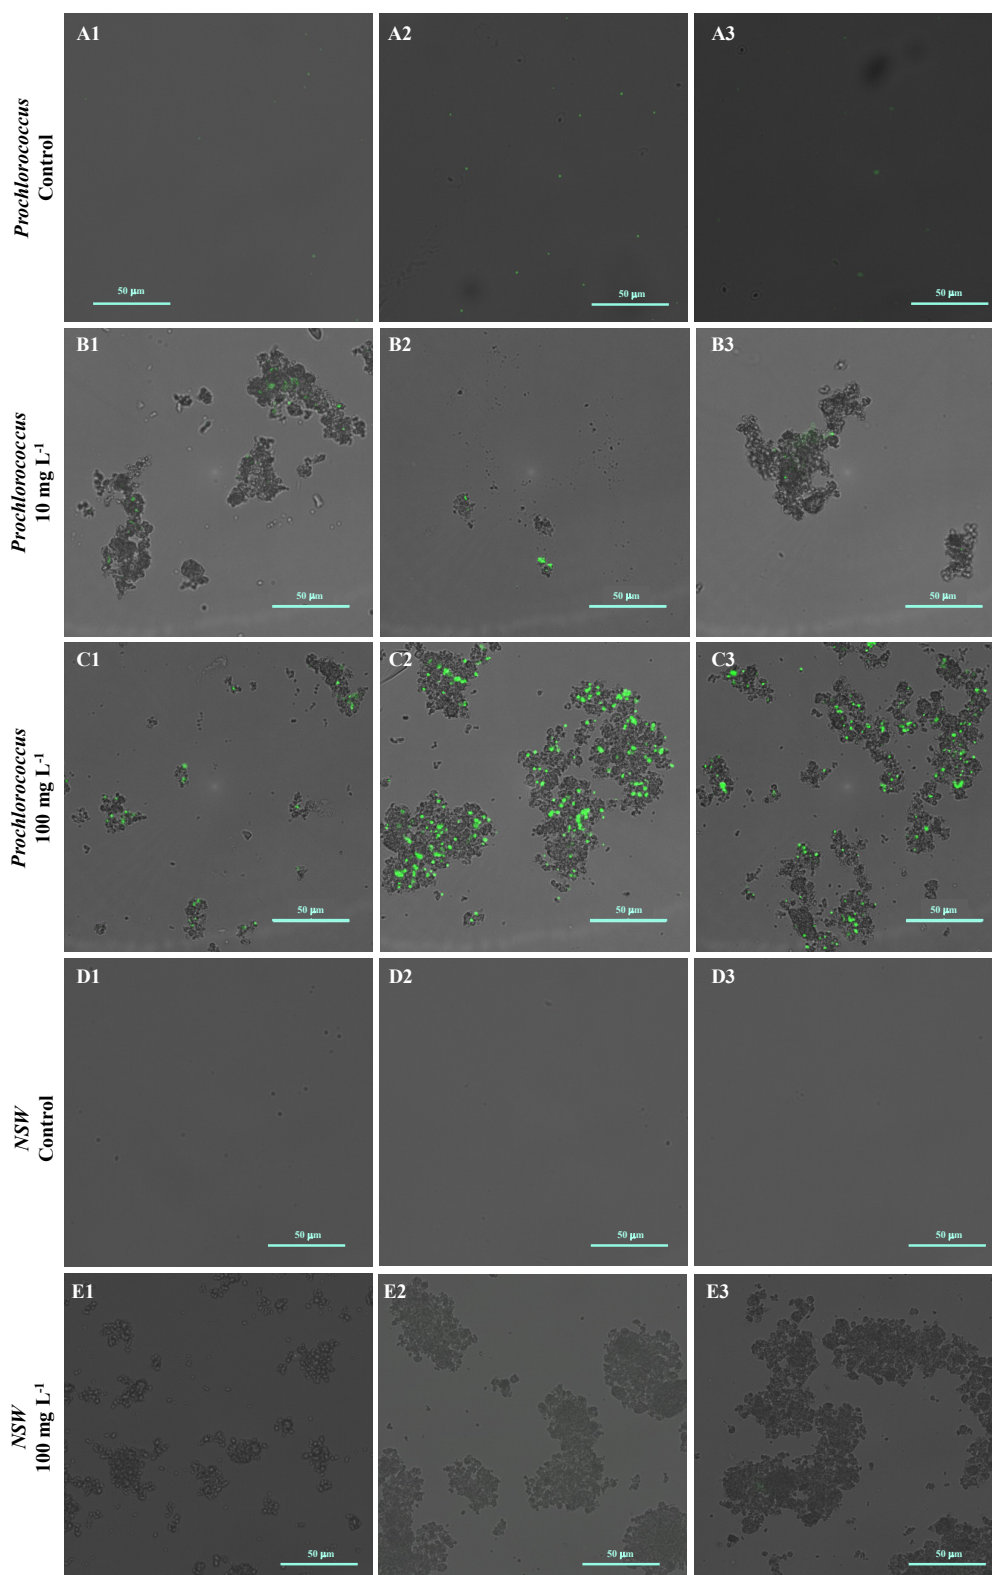 Prochlorococcus
Control
A1
A2
A3
50 µm
50 µm
50 µm
Prochlorococcus
10 mg L⁻¹
B1
B2
B3
50 µm
50 µm
50 µm
Prochlorococcus
100 mg L⁻¹
C1
C2
C3
50 µm
50 µm
50 µm
NSW
Control
D1
D2
D3
50 µm
50 µm
50 µm
NSW
100 mg L⁻¹
E1
E2
E3
50 µm
50 µm
50 µm